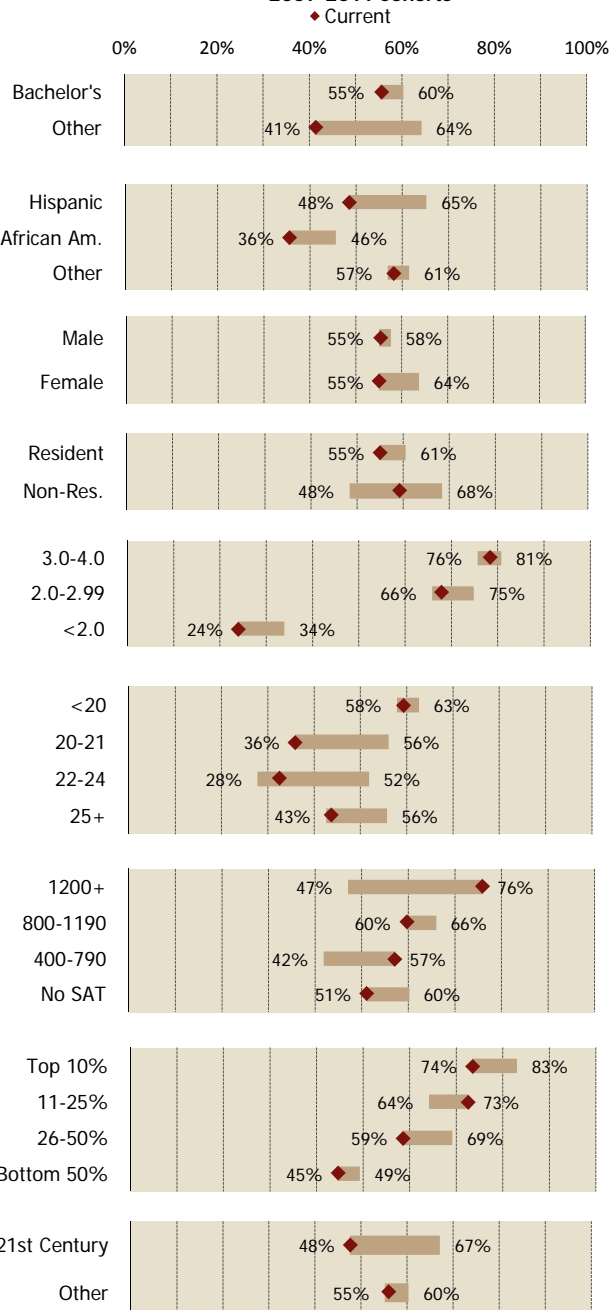 Current
0% 20% 40% 60% 80% 100%
Bachelor's 55% 60%
Other 41% 64%
Hispanic 48% 65%
African Am. 36% 46%
Other 57% 61%
Male 55% 58%
Female 55% 64%
Resident 55% 61%
Non-Res. 48% 68%
3.0-4.0 76% 81%
2.0-2.99 66% 75%
<2.0 24% 34%
<20 58% 63%
20-21 36% 56%
22-24 28% 52%
25+ 43% 56%
1200+ 47% 76%
800-1190 60% 66%
400-790 42% 57%
No SAT 51% 60%
Top 10% 74% 83%
11-25% 64% 73%
26-50% 59% 69%
Bottom 50% 45% 49%
21st Century 48% 67%
Other 55% 60%